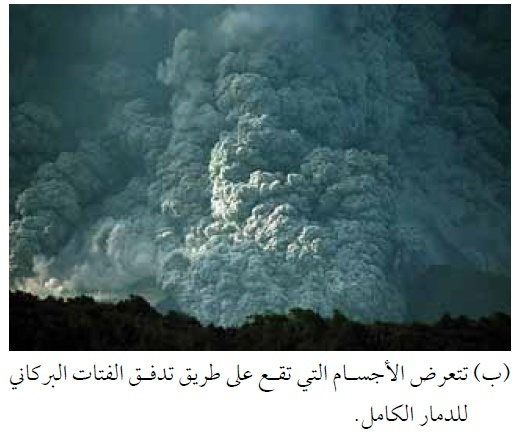 (ب) تتعرض الأجسام التي تقع على طريق تدفق الفتات البركاني
للدمار الكامل.